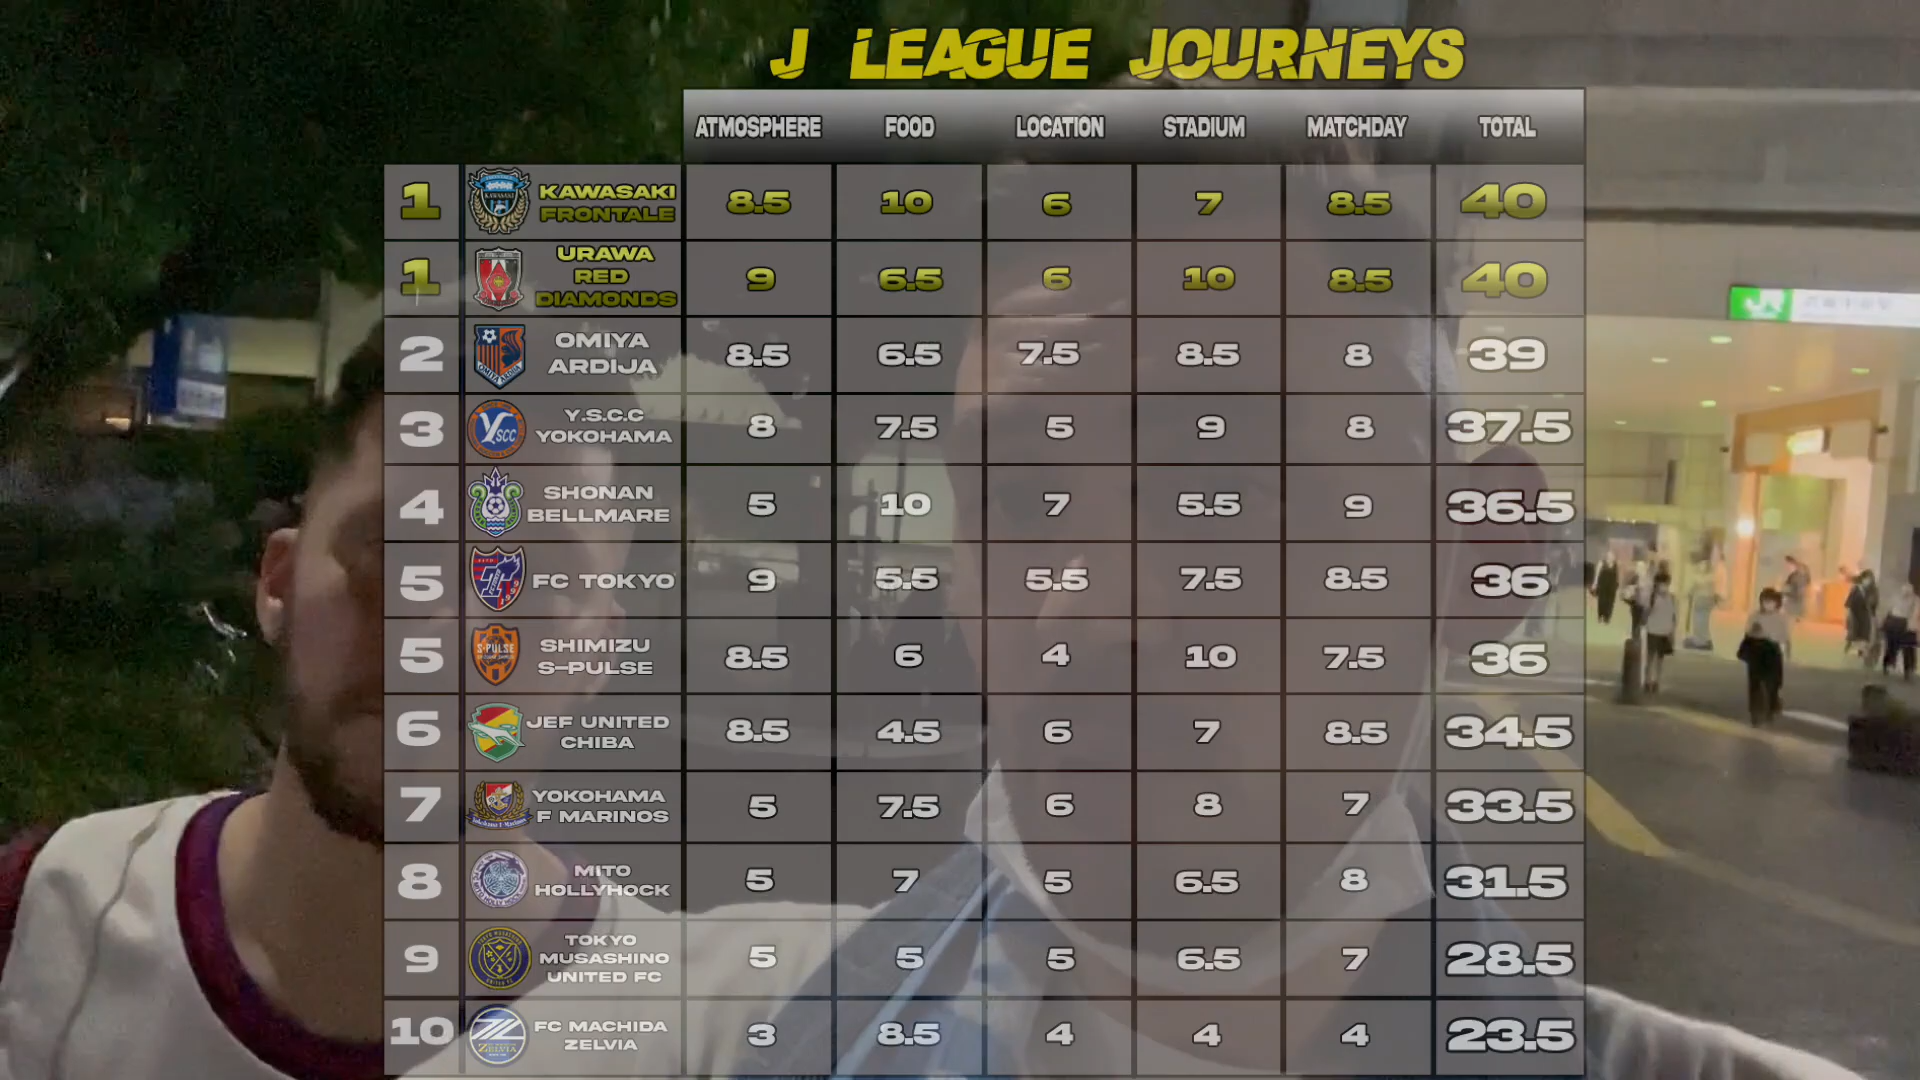 J LEAGUE JOURNEYS
ATMOSPHERE FOOD LOCATION STADIUM MATCHDAY TOTAL
1 KAWASAKI FRONTALE 8.5 10 6 7 8.5 40
1 URAWA RED DIAMONDS 9 6.5 6 10 8.5 40
2 OMIYA ARDIJA 8.5 6.5 7.5 8.5 8 39
3 Y.S.C.C YOKOHAMA 8 7.5 5 9 8 37.5
4 SHONAN BELLMARE 5 10 7 5.5 9 36.5
5 FC TOKYO 9 5.5 5.5 7.5 8.5 36
5 SHIMIZU S-PULSE 8.5 6 4 10 7.5 36
6 JEF UNITED CHIBA 8.5 4.5 6 7 8.5 34.5
7 YOKOHAMA F MARINOS 5 7.5 6 8 7 33.5
8 MITO HOLLYHOCK 5 7 5 6.5 8 31.5
9 TOKYO MUSASHINO UNITED FC 5 5 5 6.5 7 28.5
10 FC MACHIDA ZELVIA 3 8.5 4 4 4 23.5